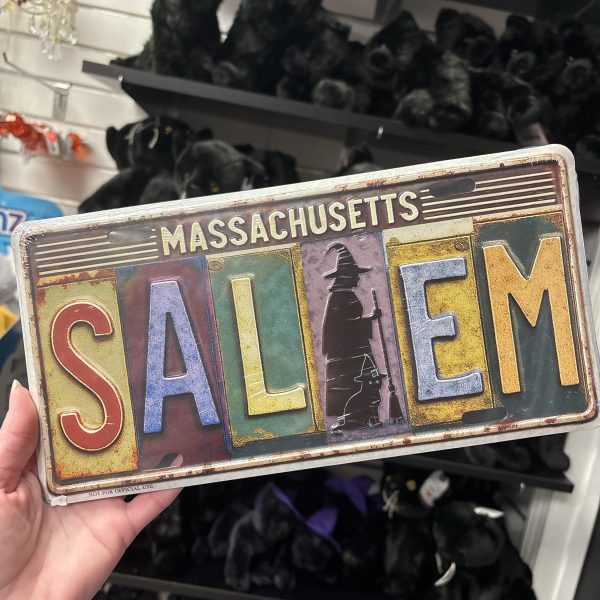 MASSACHUSETTS
SALEM
NOT FOR OFFICIAL USE